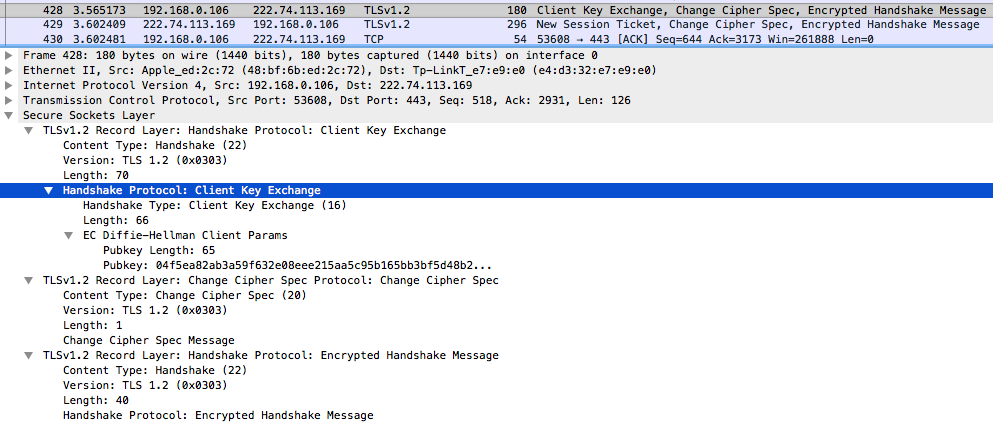 428 3.565173 192.168.0.106 222.74.113.169 TLSv1.2 180 Client Key Exchange, Change Cipher Spec, Encrypted Handshake Message
429 3.602409 222.74.113.169 192.168.0.106 TLSv1.2 296 New Session Ticket, Change Cipher Spec, Encrypted Handshake Message
430 3.602481 192.168.0.106 222.74.113.169 TCP 54 53608 → 443 [ACK] Seq=644 Ack=3173 Win=261888 Len=0
Frame 428: 180 bytes on wire (1440 bits), 180 bytes captured (1440 bits) on interface 0
Ethernet II, Src: Apple_ed:2c:72 (48:bf:6b:ed:2c:72), Dst: Tp-LinkT_e7:e9:e0 (e4:d3:32:e7:e9:e0)
Internet Protocol Version 4, Src: 192.168.0.106, Dst: 222.74.113.169
Transmission Control Protocol, Src Port: 53608, Dst Port: 443, Seq: 518, Ack: 2931, Len: 126
Secure Sockets Layer
TLSv1.2 Record Layer: Handshake Protocol: Client Key Exchange
Content Type: Handshake (22)
Version: TLS 1.2 (0x0303)
Length: 70
Handshake Protocol: Client Key Exchange
Handshake Type: Client Key Exchange (16)
Length: 66
EC Diffie-Hellman Client Params
Pubkey Length: 65
Pubkey: 04f5ea82ab3a59f632e08eee215aa5c95b165bb3bf5d48b2...
TLSv1.2 Record Layer: Change Cipher Spec Protocol: Change Cipher Spec
Content Type: Change Cipher Spec (20)
Version: TLS 1.2 (0x0303)
Length: 1
Change Cipher Spec Message
TLSv1.2 Record Layer: Handshake Protocol: Encrypted Handshake Message
Content Type: Handshake (22)
Version: TLS 1.2 (0x0303)
Length: 40
Handshake Protocol: Encrypted Handshake Message